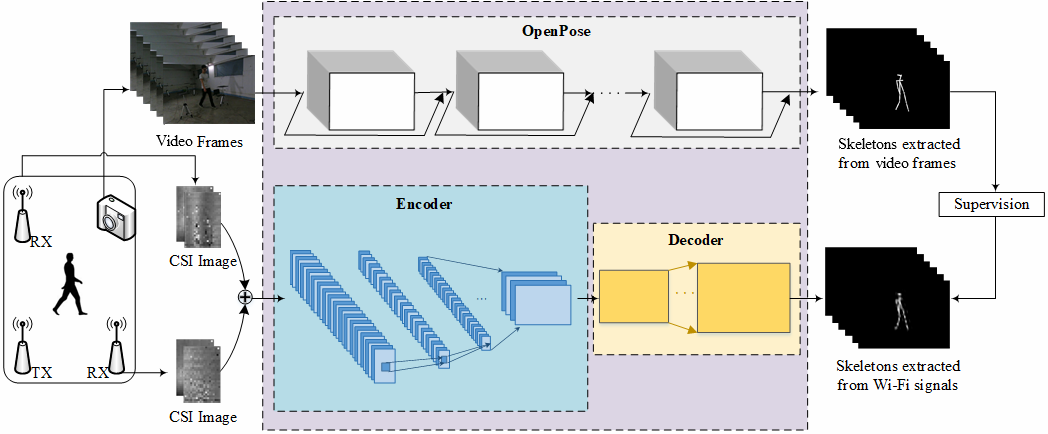 OpenPose
Video Frames
Skeletons extracted
from video frames
Supervision
RX
CSI Image
Encoder
Decoder
TX
RX
CSI Image
Skeletons extracted
from Wi-Fi signals